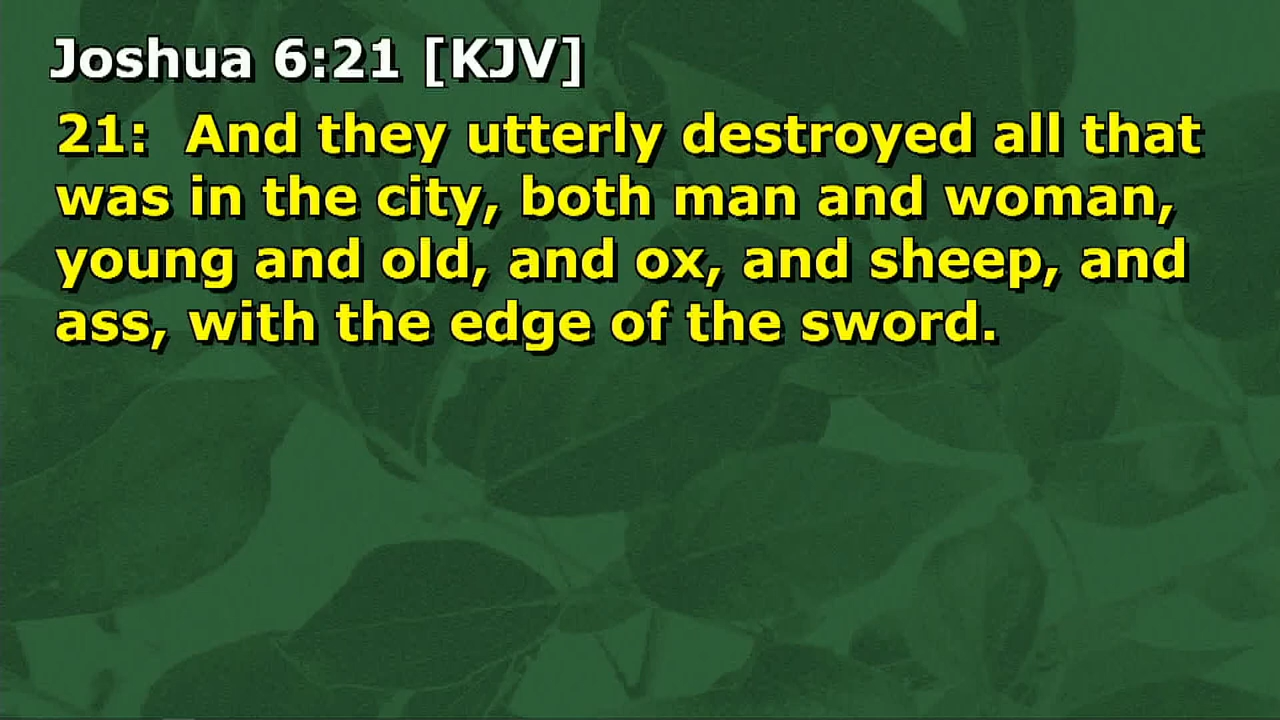 Joshua 6:21 [KJV]
21:  And they utterly destroyed all that
was in the city, both man and woman,
young and old, and ox, and sheep, and
ass, with the edge of the sword.